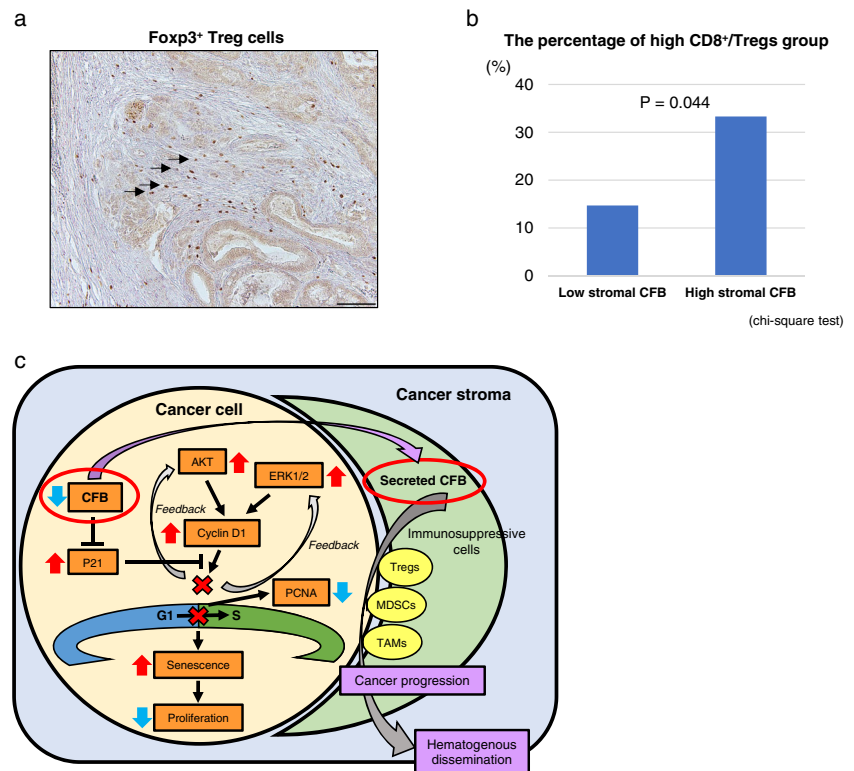 a
Foxp3⁺ Treg cells
b
The percentage of high CD8⁺/Tregs group
(%)
40
30
20
10
0
P = 0.044
Low stromal CFB
High stromal CFB
(chi-square test)
c
Cancer stroma
Cancer cell
AKT
ERK1/2
CFB
Feedback
Cyclin D1
Feedback
P21
PCNA
G1
S
Senescence
Proliferation
Secreted CFB
Immunosuppressive
cells
Tregs
MDSCs
TAMs
Cancer progression
Hematogenous
dissemination